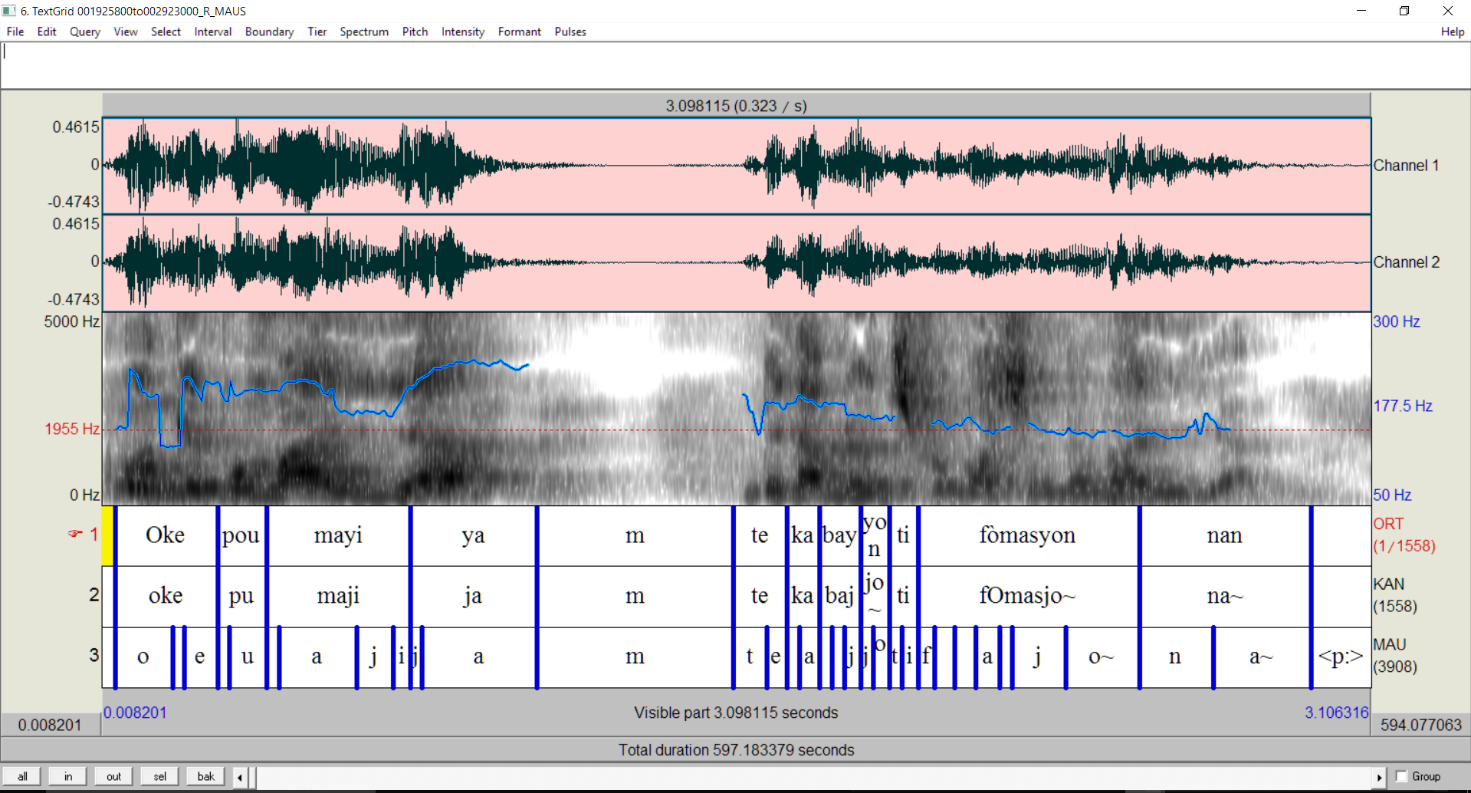 6. TextGrid 001925800to002923000_R_MAUS
File Edit Query View Select Interval Boundary Tier Spectrum Pitch Intensity Formant Pulses Help
3.098115 (0.323 / s)
0.4615
0
-0.4743
Channel 1
0.4615
0
-0.4743
Channel 2
5000 Hz
1955 Hz
0 Hz
300 Hz
177.5 Hz
50 Hz
1 Oke pou mayi ya m te ka bay yon ti fòmasyon nan ORT (1/1558)
2 oke pu maji ja m te ka baj jo~ ti fOmasjo~ na~ KAN (1558)
3 o e u a j i j a m t e a j j o t i f a j o~ n a~ <p:> MAU (3908)
0.008201 0.008201 Visible part 3.098115 seconds 3.106316 594.077063
Total duration 597.183379 seconds
all in out sel bak Group